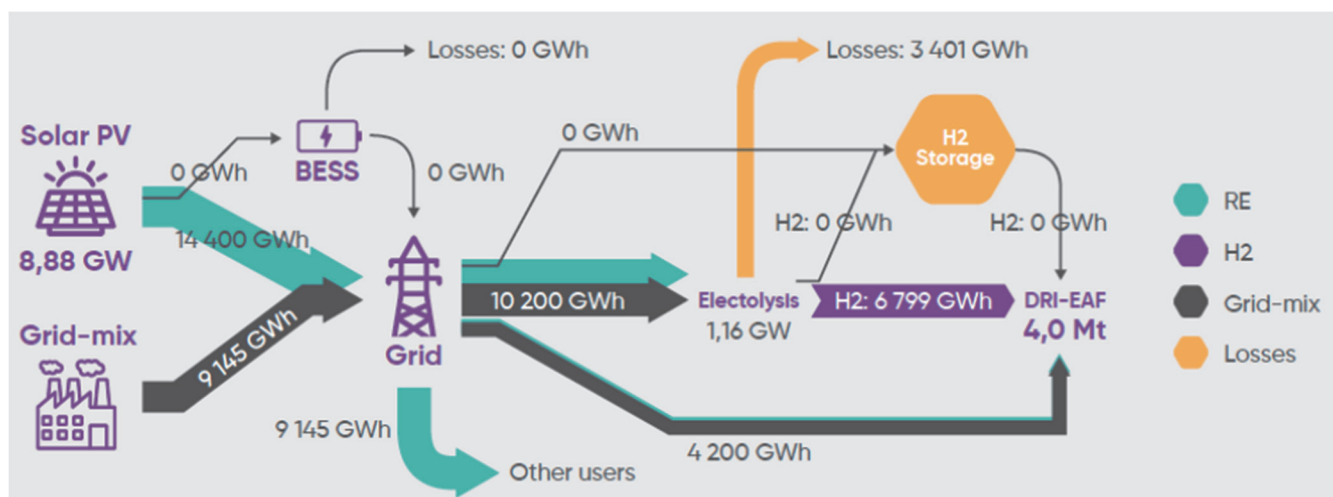 Losses: 0 GWh
Losses: 3 401 GWh
Solar PV
0 GWh
BESS
0 GWh
0 GWh
H2
Storage
RE
14 400 GWh
8,88 GW
H2: 0 GWh
H2: 0 GWh
H2
10 200 GWh
Electolysis
1,16 GW
H2: 6 799 GWh
DRI-EAF
4,0 Mt
Grid-mix
Grid-mix
9 145 GWh
Grid
Losses
9 145 GWh
4 200 GWh
Other users